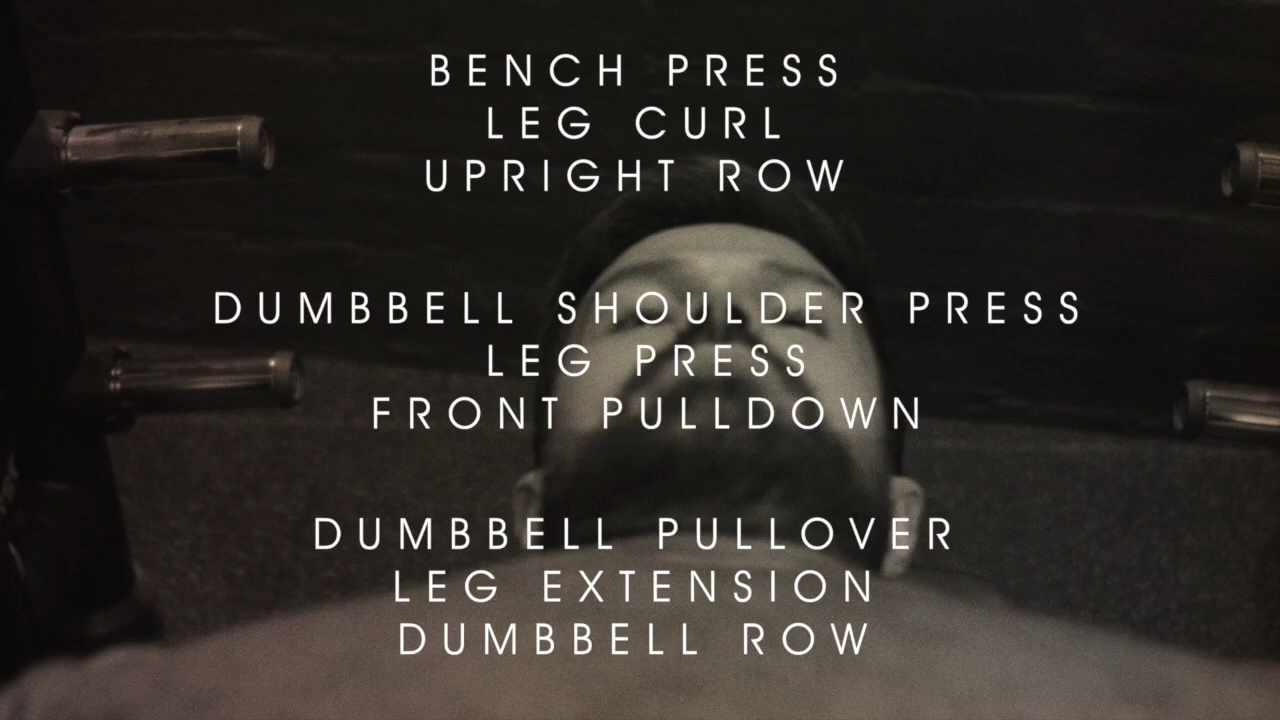 BENCH PRESS
LEG CURL
UPRIGHT ROW
DUMBBELL SHOULDER PRESS
LEG PRESS
FRONT PULLDOWN
DUMBBELL PULLOVER
LEG EXTENSION
DUMBBELL ROW